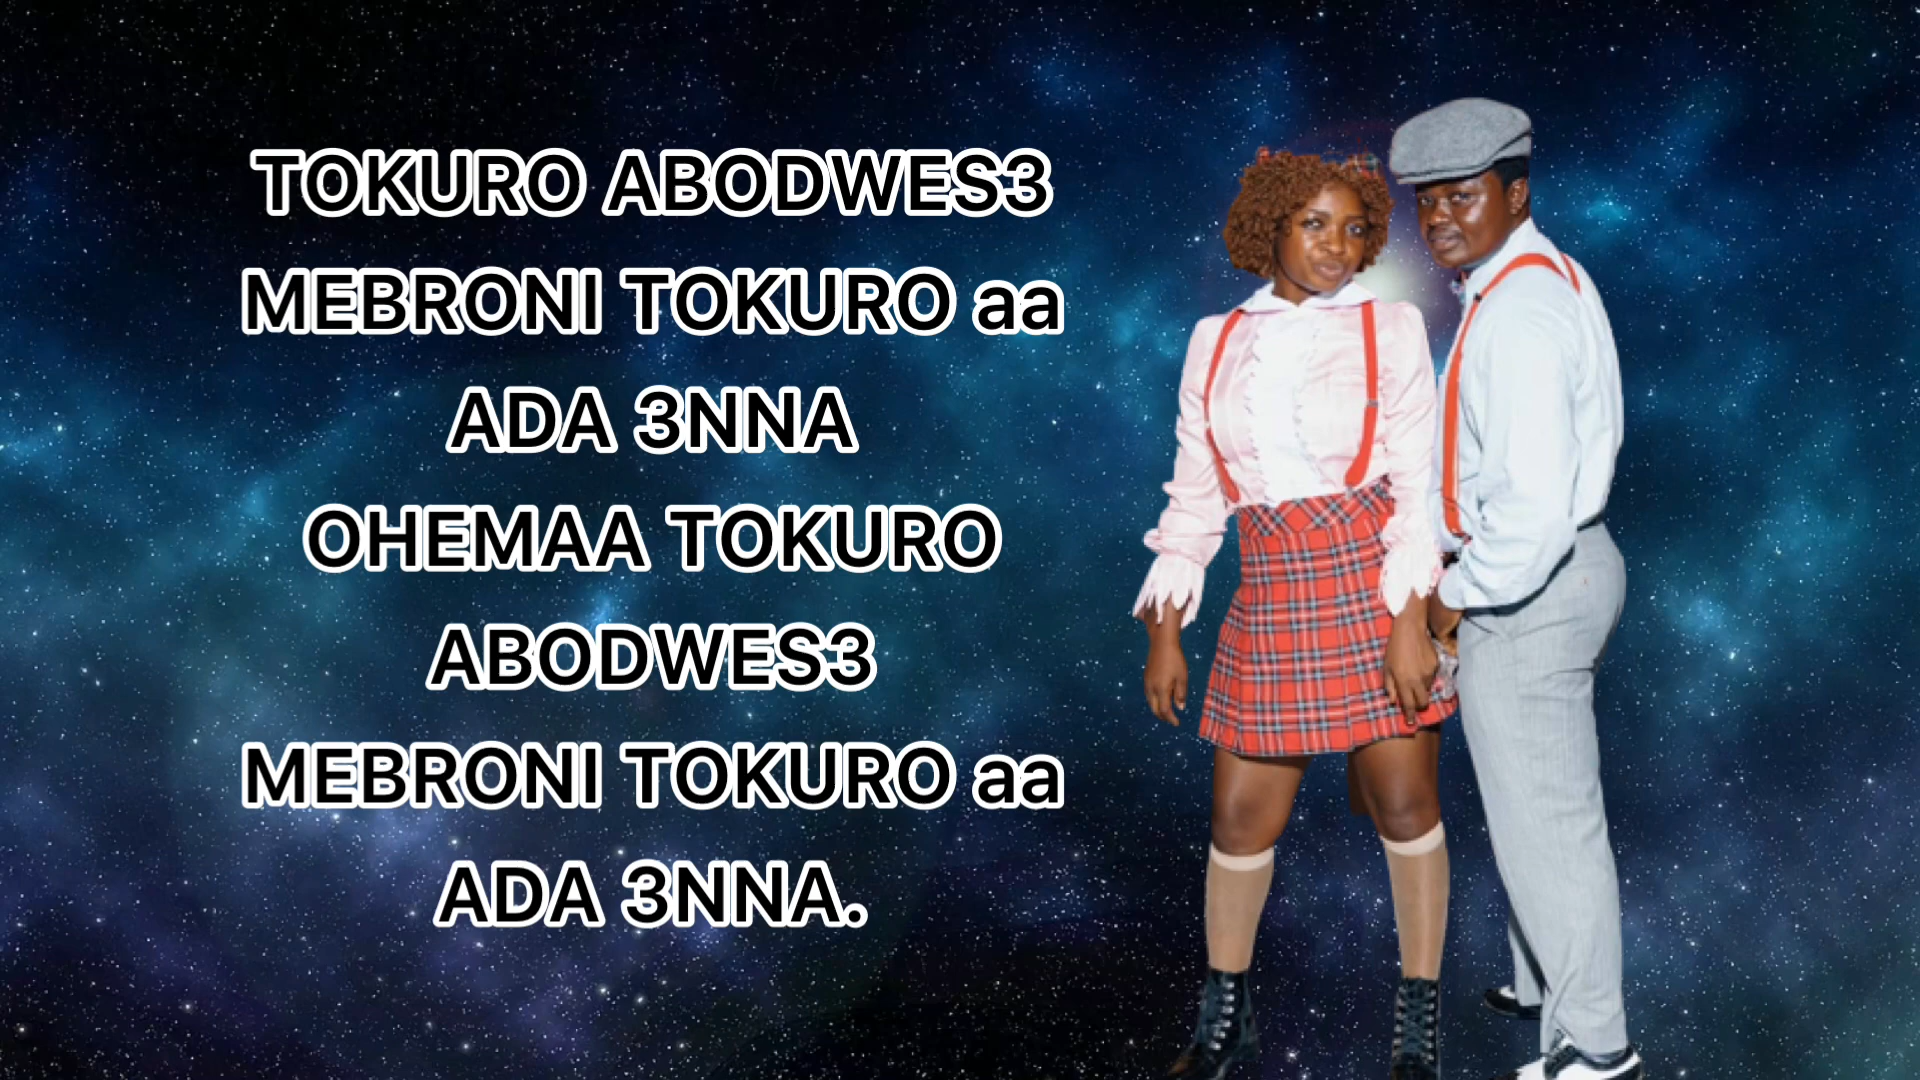 TOKURO ABODWES3
MEBRONI TOKURO aa
ADA 3NNA
OHEMAA TOKURO
ABODWES3
MEBRONI TOKURO aa
ADA 3NNA.